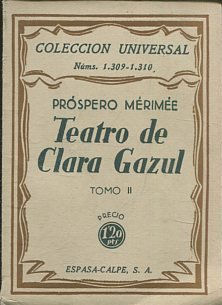 COLECCION UNIVERSAL
Núms. 1.309-1.310
PRÓSPERO MÉRIMÉE
Teatro de
Clara Gazul
TOMO II
PRECIO
1'20
pts
ESPASA-CALPE, S. A.